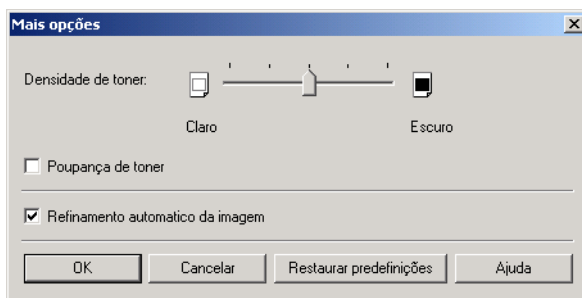 Mais opções
Densidade de toner:
Claro Escuro
Poupança de toner
Refinamento automatico da imagem
OK Cancelar Restaurar predefinições Ajuda